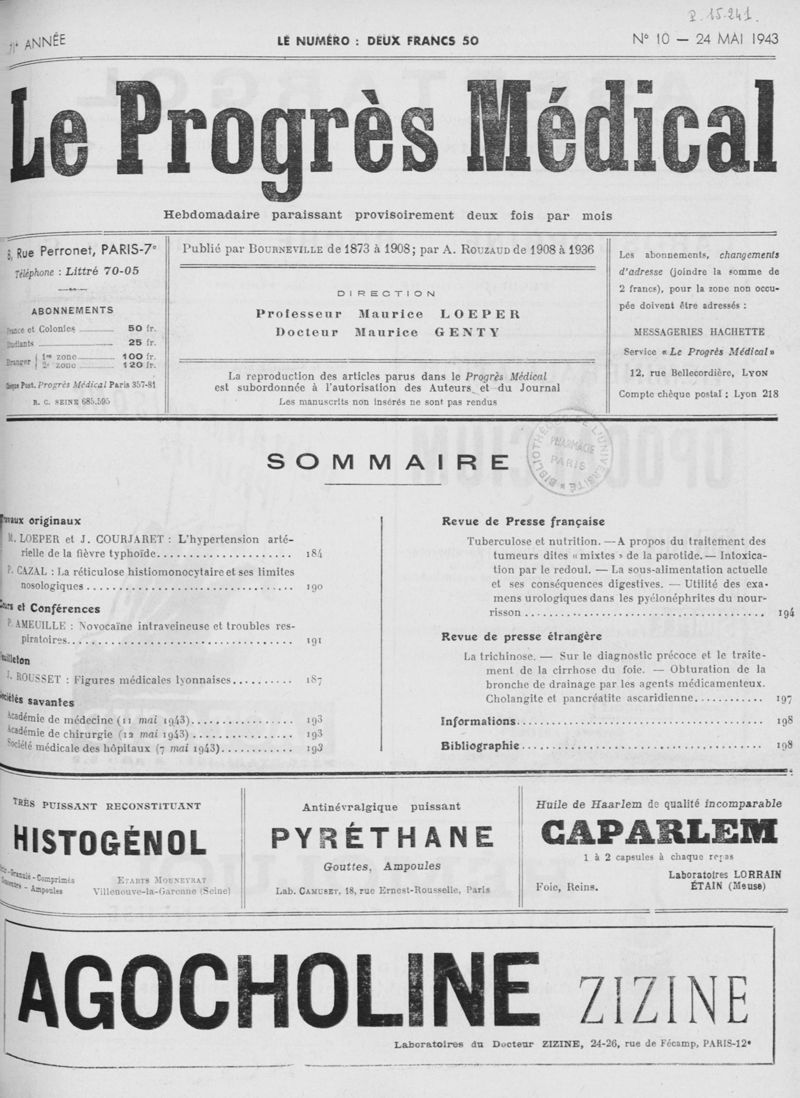 P. 15.241.
ANNÉE
LE NUMÉRO : DEUX FRANCS 50
N° 10 — 24 MAI 1943
Le Progrès Médical
Hebdomadaire paraissant provisoirement deux fois par mois
Rue Perronet, PARIS-7e
Téléphone : Littré 70-05
ABONNEMENTS
France et Colonies 50 fr.
Étudiants 25 fr.
Étranger 1re zone 100 fr.
2e zone 120 fr.
Chèque Post. Progrès Médical Paris 357-81
R. C. SEINE 685.595
Publié par BOURNEVILLE de 1873 à 1908 ; par A. ROUZAUD de 1908 à 1936
DIRECTION
Professeur Maurice LOEPER
Docteur Maurice GENTY
La reproduction des articles parus dans le Progrès Médical
est subordonnée à l'autorisation des Auteurs et du Journal
Les manuscrits non insérés ne sont pas rendus
Les abonnements, changements
d'adresse (joindre la somme de
2 francs), pour la zone non occu-
pée doivent être adressés :
MESSAGERIES HACHETTE
Service « Le Progrès Médical »
12, rue Bellecordière, LYON
Compte chèque postal : Lyon 218
BIBLIOTHÈQUE DE L'UNIVERSITÉ
PHARMACIE
PARIS
SOMMAIRE
Travaux originaux
M. LOEPER et J. COURJARET : L'hypertension arté-
rielle de la fièvre typhoïde 184
P. CAZAL : La réticulose histiomonocytaire et ses limites
nosologiques 190
Cours et Conférences
P. AMEUILLE : Novocaïne intraveineuse et troubles res-
piratoires 191
Feuilleton
J. ROUSSET : Figures médicales lyonnaises 187
Sociétés savantes
Académie de médecine (11 mai 1943) 193
Académie de chirurgie (12 mai 1943) 193
Société médicale des hôpitaux (7 mai 1943) 193
Revue de Presse française
Tuberculose et nutrition. — A propos du traitement des
tumeurs dites « mixtes » de la parotide. — Intoxica-
tion par le redoul. — La sous-alimentation actuelle
et ses conséquences digestives. — Utilité des exa-
mens urologiques dans les pyélonéphrites du nour-
risson 194
Revue de presse étrangère
La trichinose. — Sur le diagnostic précoce et le traite-
ment de la cirrhose du foie. — Obturation de la
bronche de drainage par les agents médicamenteux.
Cholangite et pancréatite ascaridienne 197
Informations 198
Bibliographie 198
TRÈS PUISSANT RECONSTITUANT
HISTOGÉNOL
Granulé - Comprimés
- Ampoules
ETABTS MOUNEYRAT
Villeneuve-la-Garenne (Seine)
Antinévralgique puissant
PYRÉTHANE
Gouttes, Ampoules
Lab. CAMUSET, 18, rue Ernest-Rousselle, Paris
Huile de Haarlem de qualité incomparable
CAPARLEM
1 à 2 capsules à chaque repas
Foie, Reins.
Laboratoires LORRAIN
ÉTAIN (Meuse)
AGOCHOLINE ZIZINE
Laboratoires du Docteur ZIZINE, 24-26, rue de Fécamp, PARIS-12e